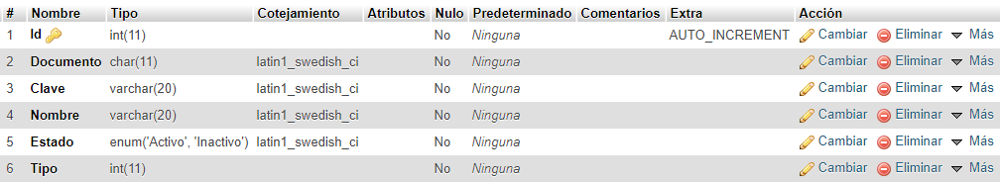 # Nombre Tipo Cotejamiento Atributos Nulo Predeterminado Comentarios Extra Acción
1 Id int(11) No Ninguna AUTO_INCREMENT Cambiar Eliminar Más
2 Documento char(11) latin1_swedish_ci No Ninguna Cambiar Eliminar Más
3 Clave varchar(20) latin1_swedish_ci No Ninguna Cambiar Eliminar Más
4 Nombre varchar(20) latin1_swedish_ci No Ninguna Cambiar Eliminar Más
5 Estado enum('Activo', 'Inactivo') latin1_swedish_ci No Ninguna Cambiar Eliminar Más
6 Tipo int(11) No Ninguna Cambiar Eliminar Más